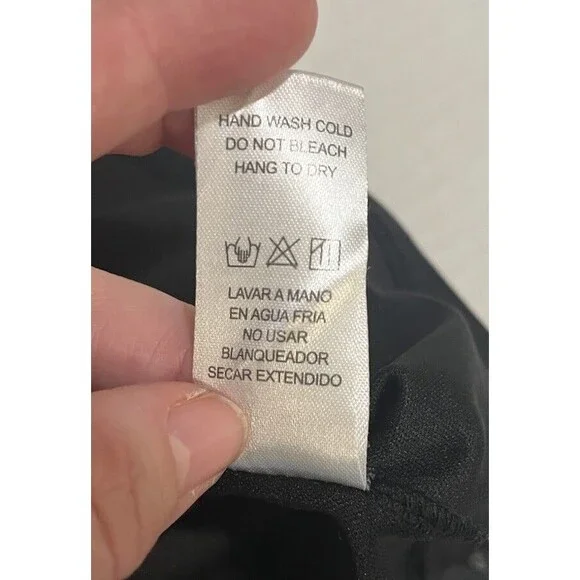 HAND WASH COLD
DO NOT BLEACH
HANG TO DRY
LAVAR A MANO
EN AGUA FRIA
NO USAR
BLANQUEADOR
SECAR EXTENDIDO